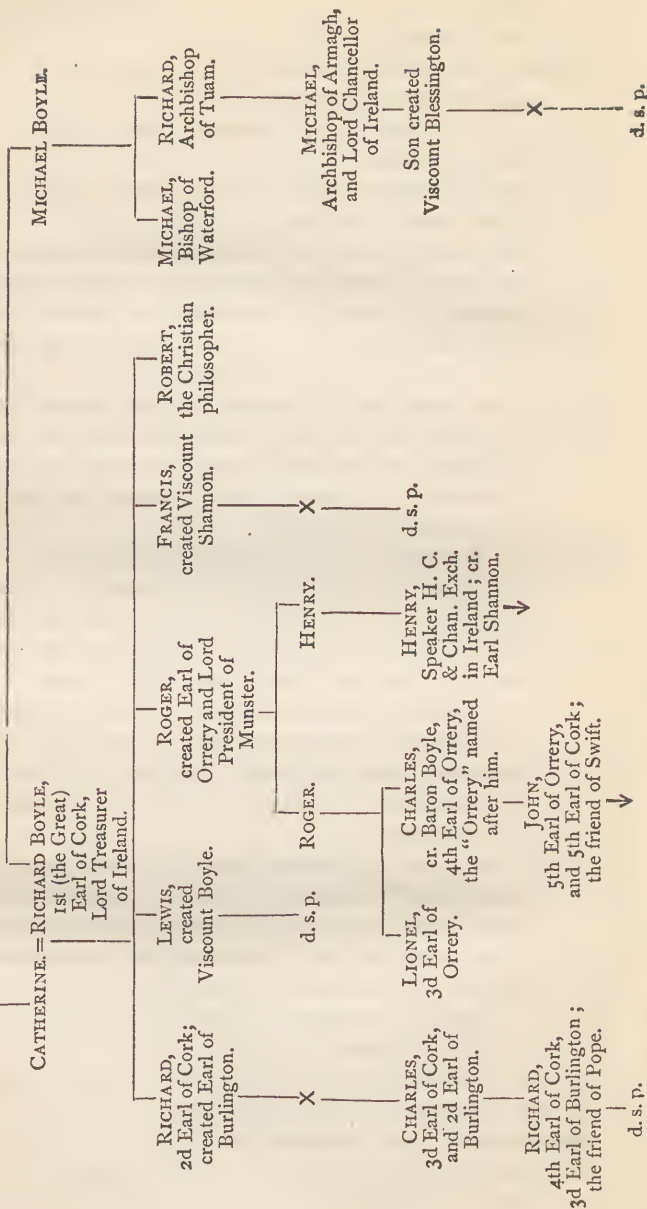 CATHERINE. = RICHARD BOYLE,
1st (the Great)
Earl of Cork,
Lord Treasurer
of Ireland.
MICHAEL BOYLE.
RICHARD,
2d Earl of Cork;
created Earl of
Burlington.
LEWIS,
created
Viscount Boyle.
ROGER,
created Earl of
Orrery and Lord
President of
Munster.
FRANCIS,
created Viscount
Shannon.
ROBERT,
the Christian
philosopher.
MICHAEL,
Bishop of
Waterford.
RICHARD,
Archbishop
of Tuam.
X
d. s. p.
ROGER.
HENRY.
X
MICHAEL,
Archbishop of Armagh,
and Lord Chancellor
of Ireland.
CHARLES,
3d Earl of Cork,
and 2d Earl of
Burlington.
LIONEL,
3d Earl of
Orrery.
CHARLES,
cr. Baron Boyle,
4th Earl of Orrery,
the "Orrery" named
after him.
HENRY,
Speaker H. C.
& Chan. Exch.
in Ireland; cr.
Earl Shannon.
d. s. p.
Son created
Viscount Blessington.
RICHARD,
4th Earl of Cork,
3d Earl of Burlington;
the friend of Pope.
JOHN,
5th Earl of Orrery,
and 5th Earl of Cork;
the friend of Swift.
X
d. s. p.
d. s. p.